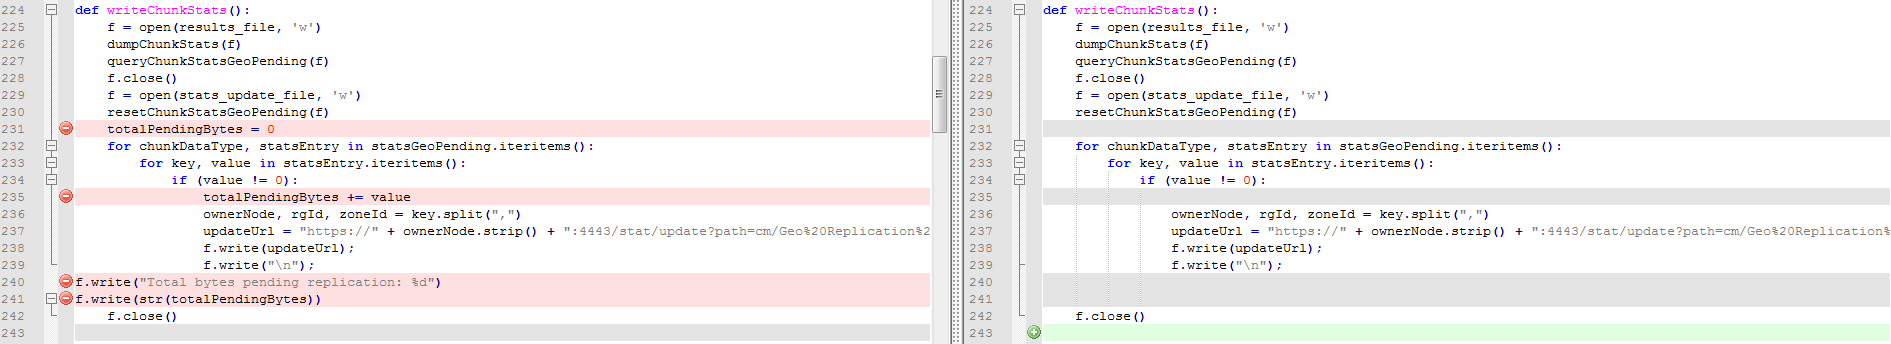 224 def writeChunkStats():
225 f = open(results_file, 'w')
226 dumpChunkStats(f)
227 queryChunkStatsGeoPending(f)
228 f.close()
229 f = open(stats_update_file, 'w')
230 resetChunkStatsGeoPending(f)
231 totalPendingBytes = 0
232 for chunkDataType, statsEntry in statsGeoPending.iteritems():
233 for key, value in statsEntry.iteritems():
234 if (value != 0):
235 totalPendingBytes += value
236 ownerNode, rgId, zoneId = key.split(",")
237 updateUrl = "https://" + ownerNode.strip() + ":4443/stat/update?path=cm/Geo%20Replication%2
238 f.write(updateUrl);
239 f.write("\n");
240 f.write("Total bytes pending replication: %d")
241 f.write(str(totalPendingBytes))
242 f.close()
243
224 def writeChunkStats():
225 f = open(results_file, 'w')
226 dumpChunkStats(f)
227 queryChunkStatsGeoPending(f)
228 f.close()
229 f = open(stats_update_file, 'w')
230 resetChunkStatsGeoPending(f)
231
232 for chunkDataType, statsEntry in statsGeoPending.iteritems():
233 for key, value in statsEntry.iteritems():
234 if (value != 0):
235
236 ownerNode, rgId, zoneId = key.split(",")
237 updateUrl = "https://" + ownerNode.strip() + ":4443/stat/update?path=cm/Geo%20Replication%
238 f.write(updateUrl);
239 f.write("\n");
240
241
242 f.close()
243